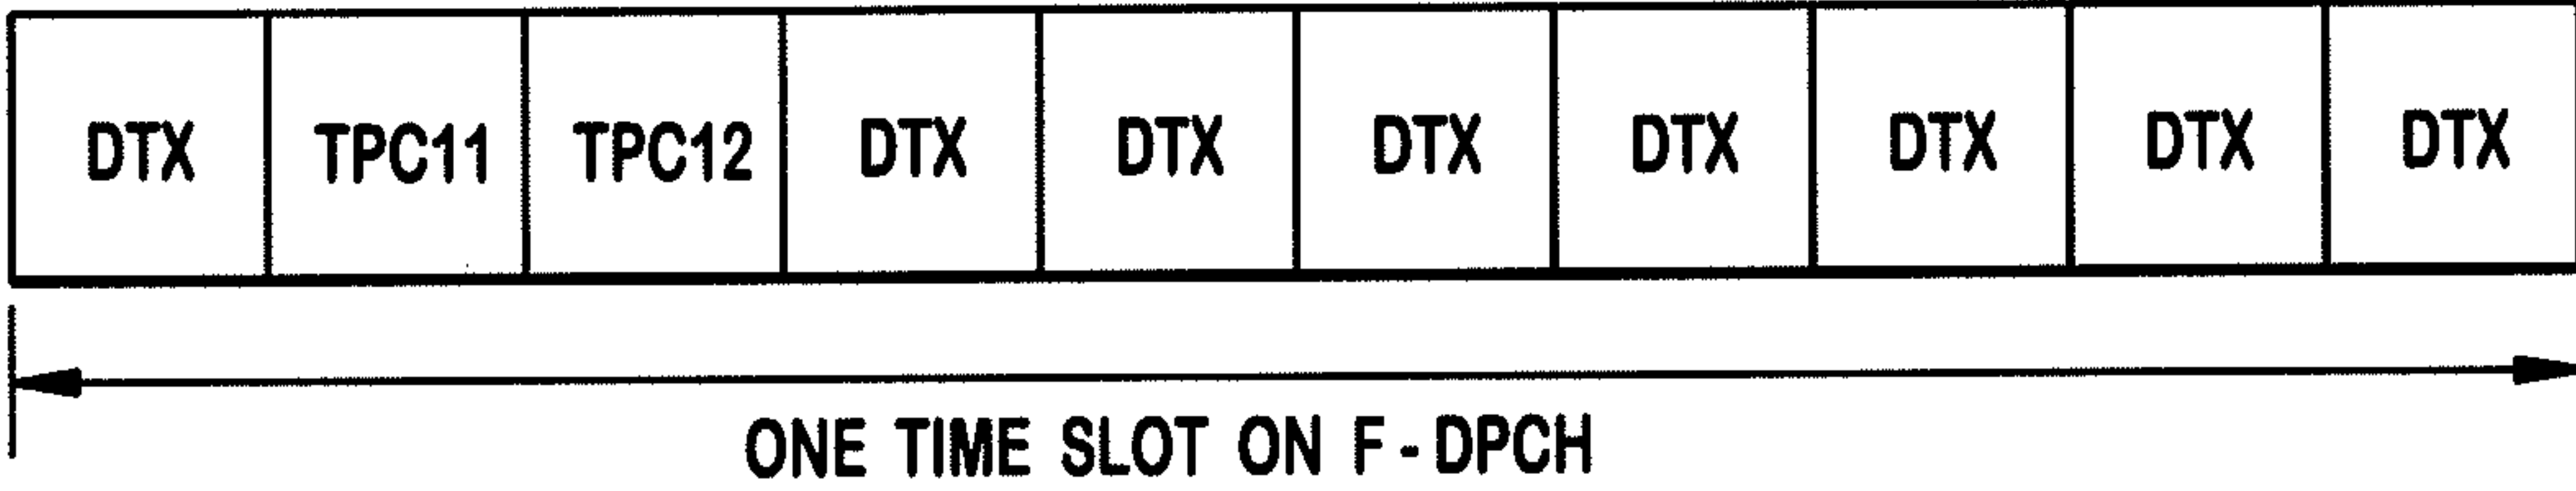 DTX TPC11 TPC12 DTX DTX DTX DTX DTX DTX DTX
ONE TIME SLOT ON F-DPCH